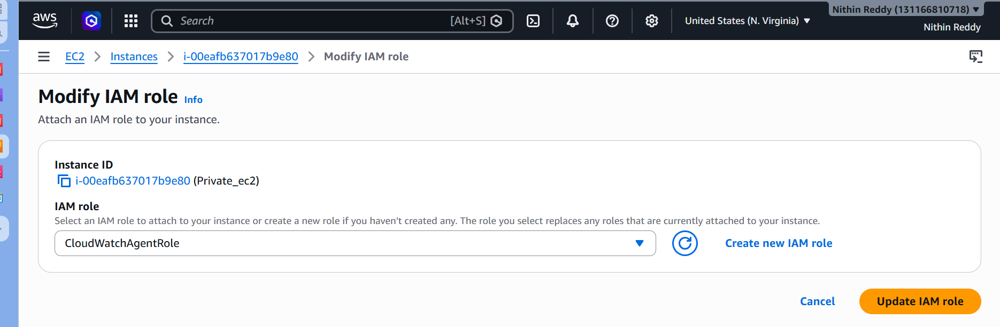 aws
Search
[Alt+S]
United States (N. Virginia)
Nithin Reddy (131166810718)
Nithin Reddy
EC2
Instances
i-00eafb637017b9e80
Modify IAM role
Modify IAM role Info
Attach an IAM role to your instance.
Instance ID
i-00eafb637017b9e80 (Private_ec2)
IAM role
Select an IAM role to attach to your instance or create a new role if you haven't created any. The role you select replaces any roles that are currently attached to your instance.
CloudWatchAgentRole
Create new IAM role
Cancel
Update IAM role